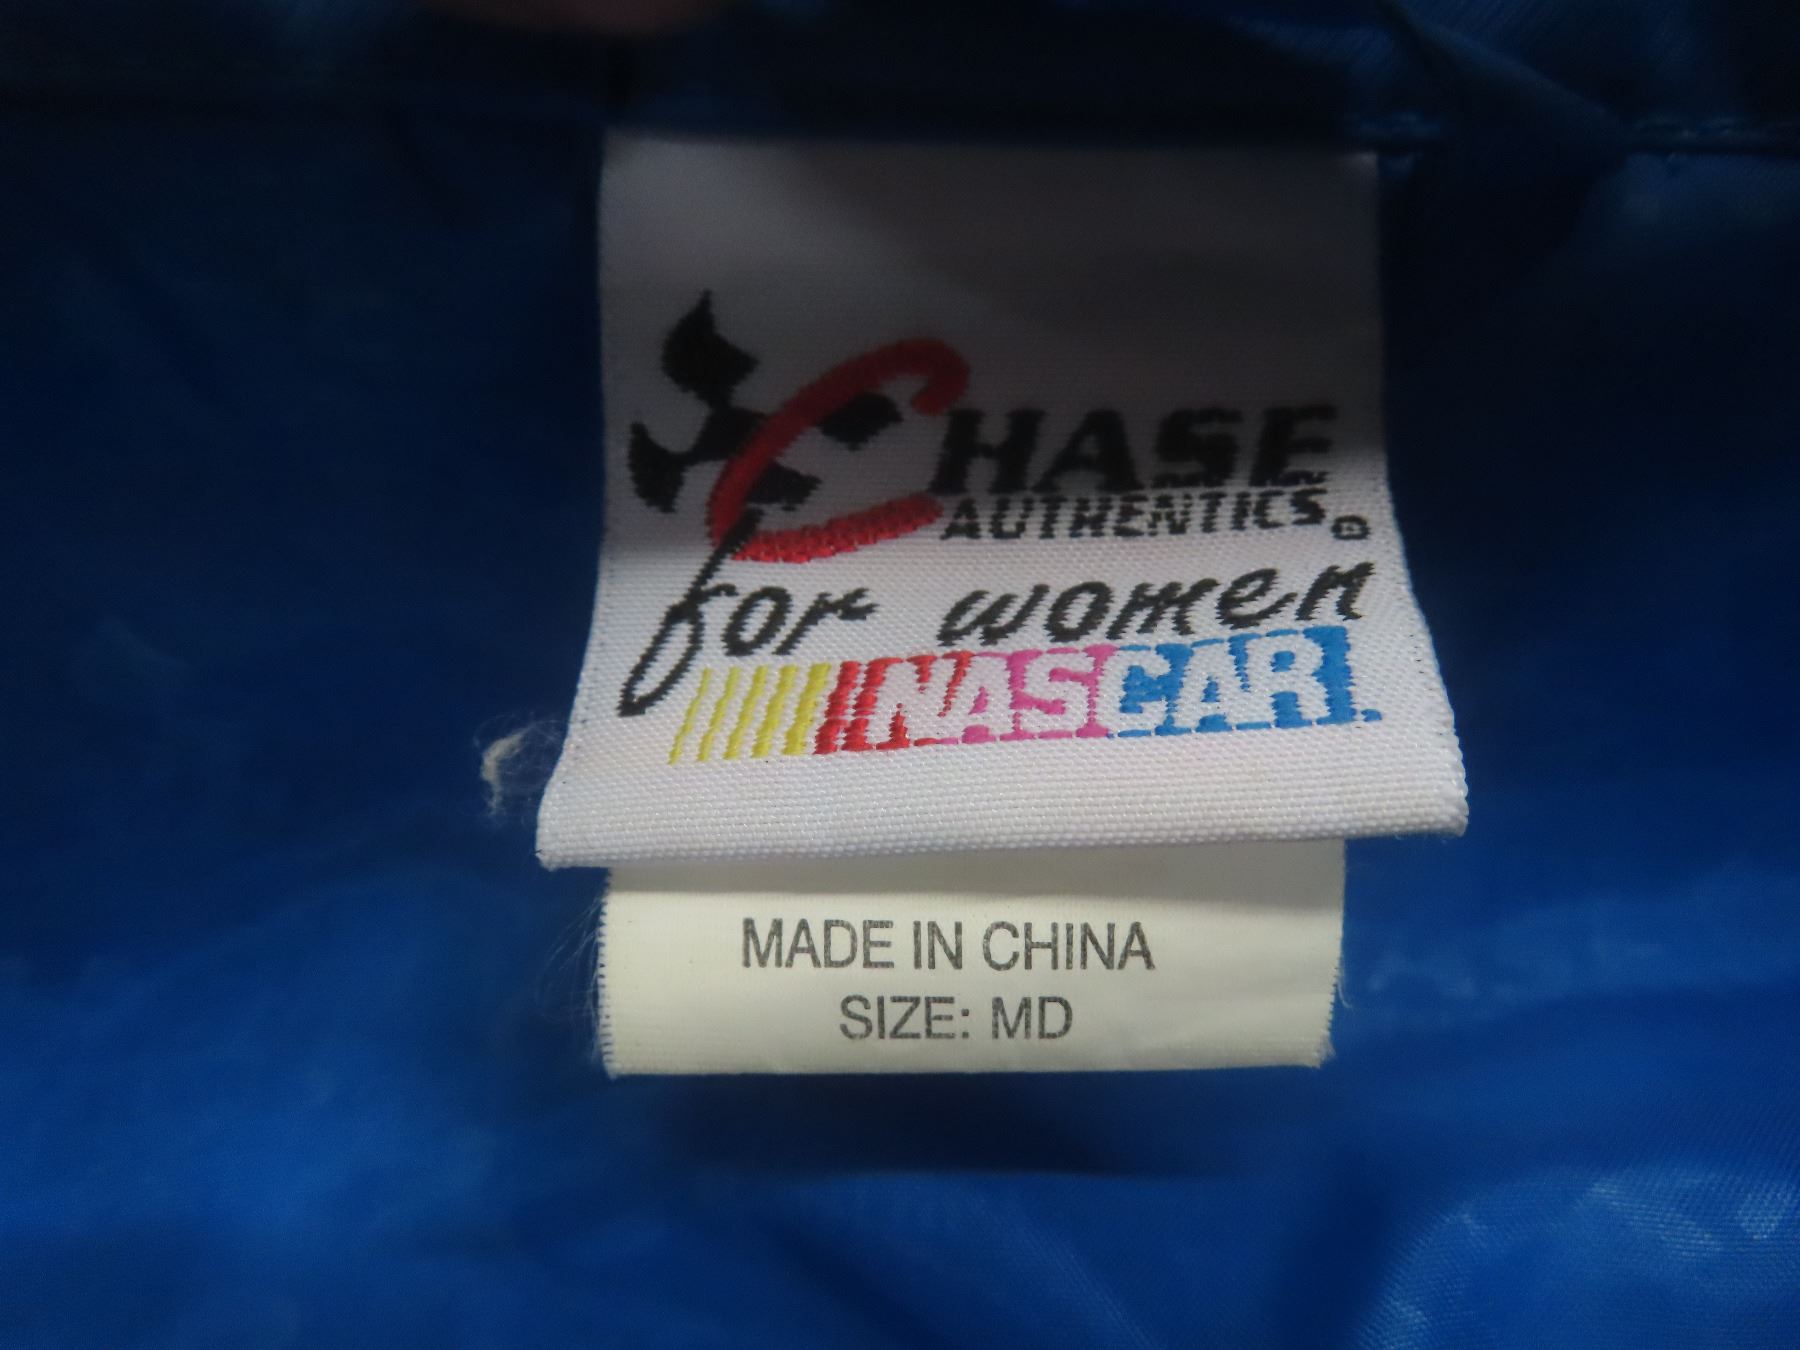 CHASE
AUTHENTICS®
for women
NASCAR.
MADE IN CHINA
SIZE: MD